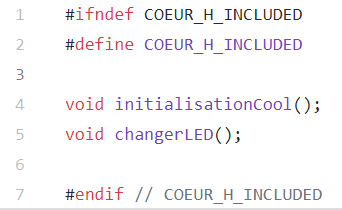 1 #ifndef COEUR_H_INCLUDED
2 #define COEUR_H_INCLUDED
3
4 void initialisationCool();
5 void changerLED();
6
7 #endif // COEUR_H_INCLUDED